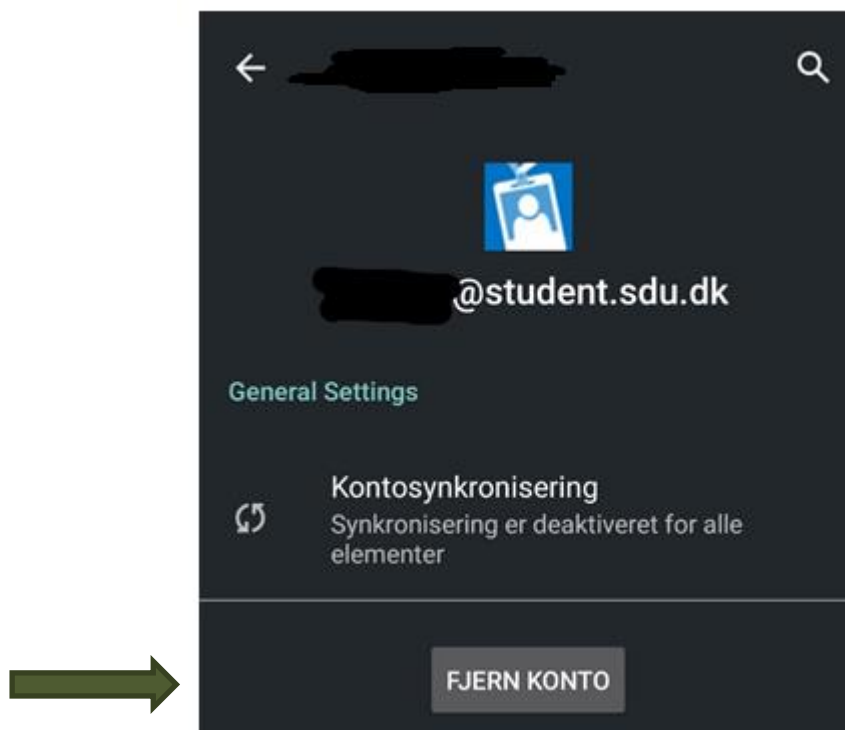 @student.sdu.dk
General Settings
Kontosynkronisering
Synkronisering er deaktiveret for alle
elementer
FJERN KONTO